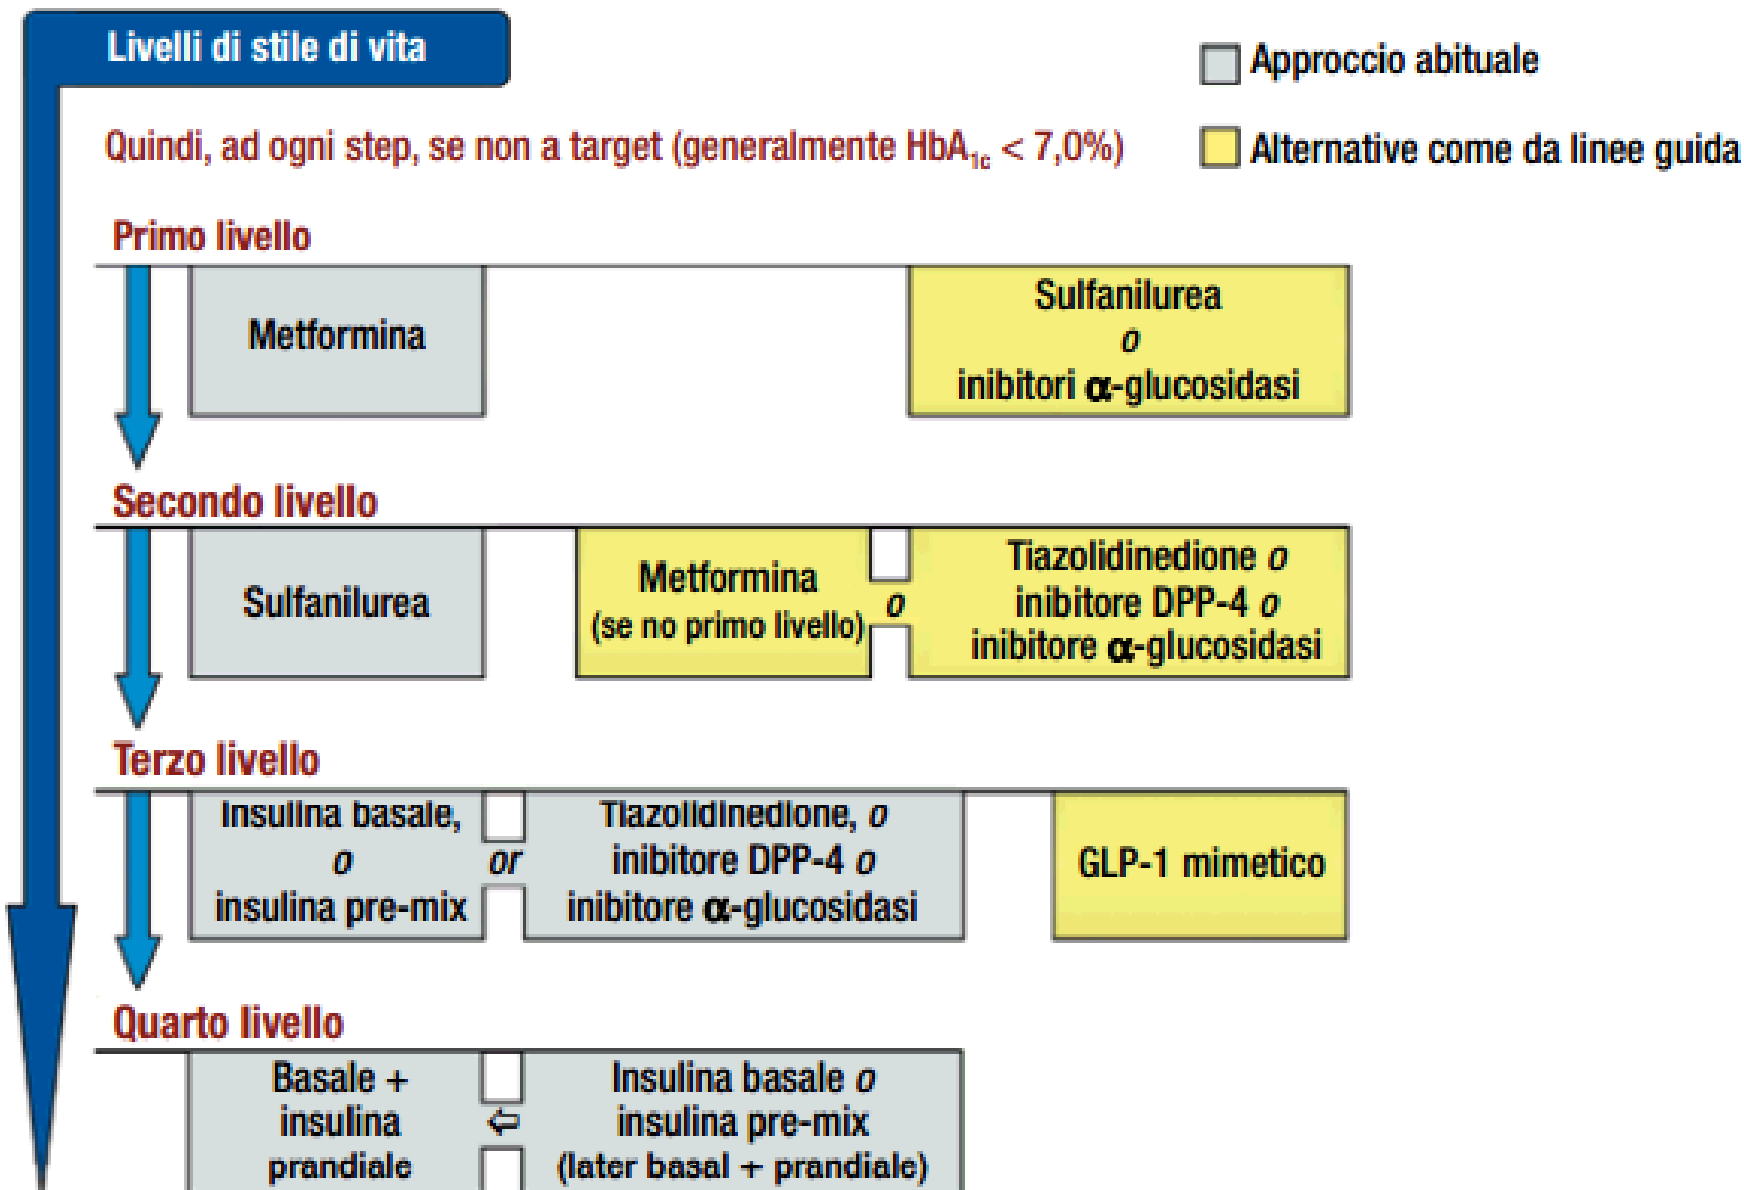 Livelli di stile di vita
Approccio abituale
Quindi, ad ogni step, se non a target (generalmente HbA1c < 7,0%)
Alternative come da linee guida
Primo livello
Metformina
Sulfanilurea
o
inibitori α-glucosidasi
Secondo livello
Sulfanilurea
Metformina
(se no primo livello)
o
Tiazolidinedione o
inibitore DPP-4 o
inibitore α-glucosidasi
Terzo livello
Insulina basale,
o
insulina pre-mix
or
Tiazolidinedione, o
inibitore DPP-4 o
inibitore α-glucosidasi
GLP-1 mimetico
Quarto livello
Basale +
insulina
prandiale
Insulina basale o
insulina pre-mix
(later basal + prandiale)